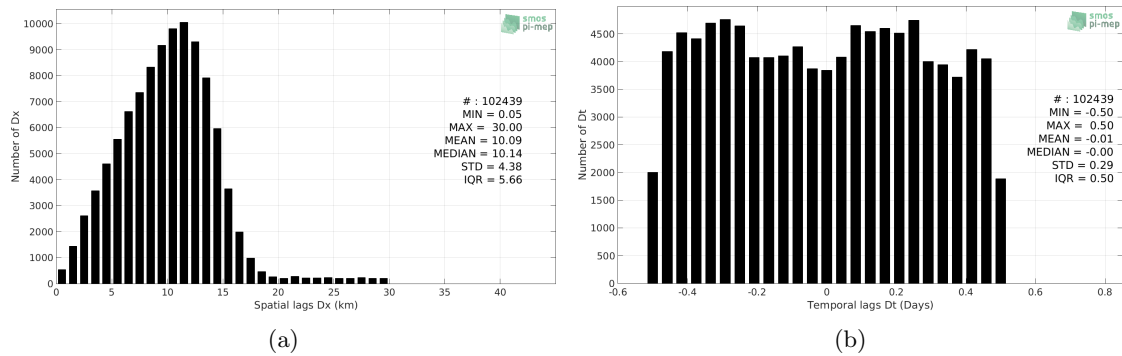 10000
9000
8000
7000
6000
5000
4000
3000
2000
1000
0
Number of Dx
smos
pi-mep
# : 102439
MIN = 0.05
MAX = 30.00
MEAN = 10.09
MEDIAN = 10.14
STD = 4.38
IQR = 5.66
0 5 10 15 20 25 30 35 40
Spatial lags Dx (km)
(a)
4500
4000
3500
3000
2500
2000
1500
1000
500
0
Number of Dt
smos
pi-mep
# : 102439
MIN = -0.50
MAX = 0.50
MEAN = -0.01
MEDIAN = -0.00
STD = 0.29
IQR = 0.50
-0.6 -0.4 -0.2 0 0.2 0.4 0.6 0.8
Temporal lags Dt (Days)
(b)